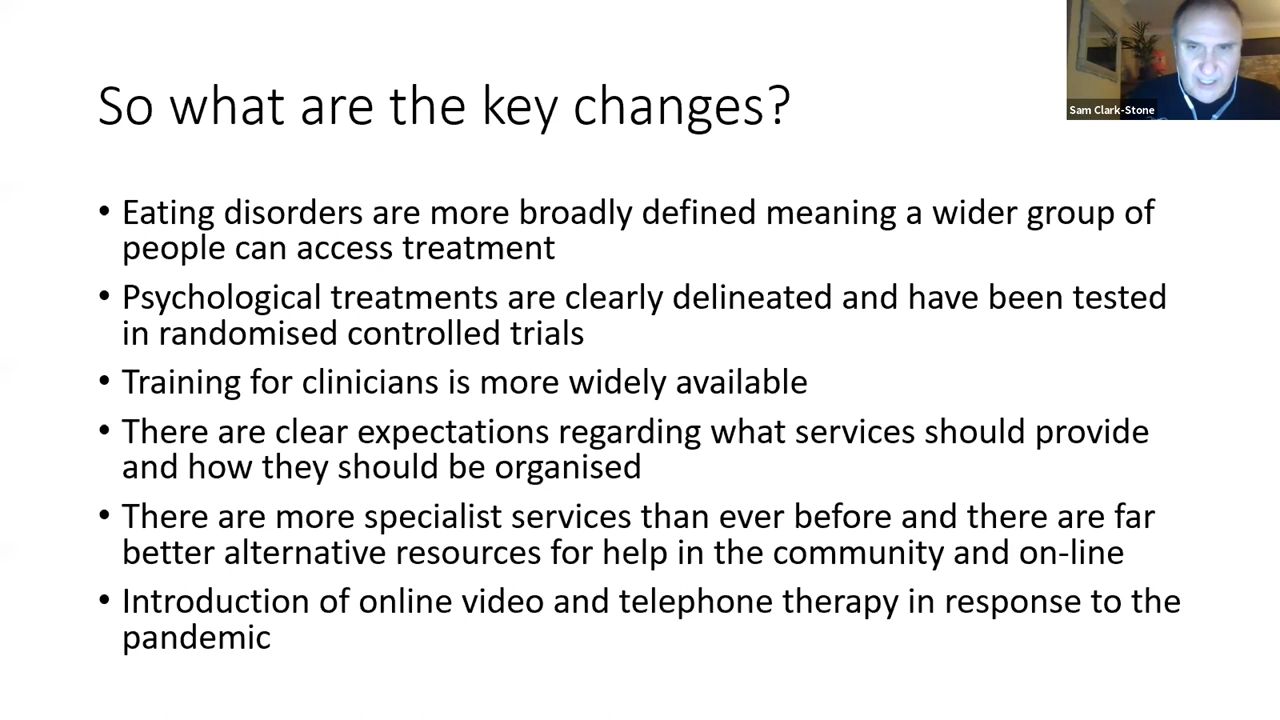 So what are the key changes?
Sam Clark-Stone
• Eating disorders are more broadly defined meaning a wider group of
people can access treatment
• Psychological treatments are clearly delineated and have been tested
in randomised controlled trials
• Training for clinicians is more widely available
• There are clear expectations regarding what services should provide
and how they should be organised
• There are more specialist services than ever before and there are far
better alternative resources for help in the community and on-line
• Introduction of online video and telephone therapy in response to the
pandemic